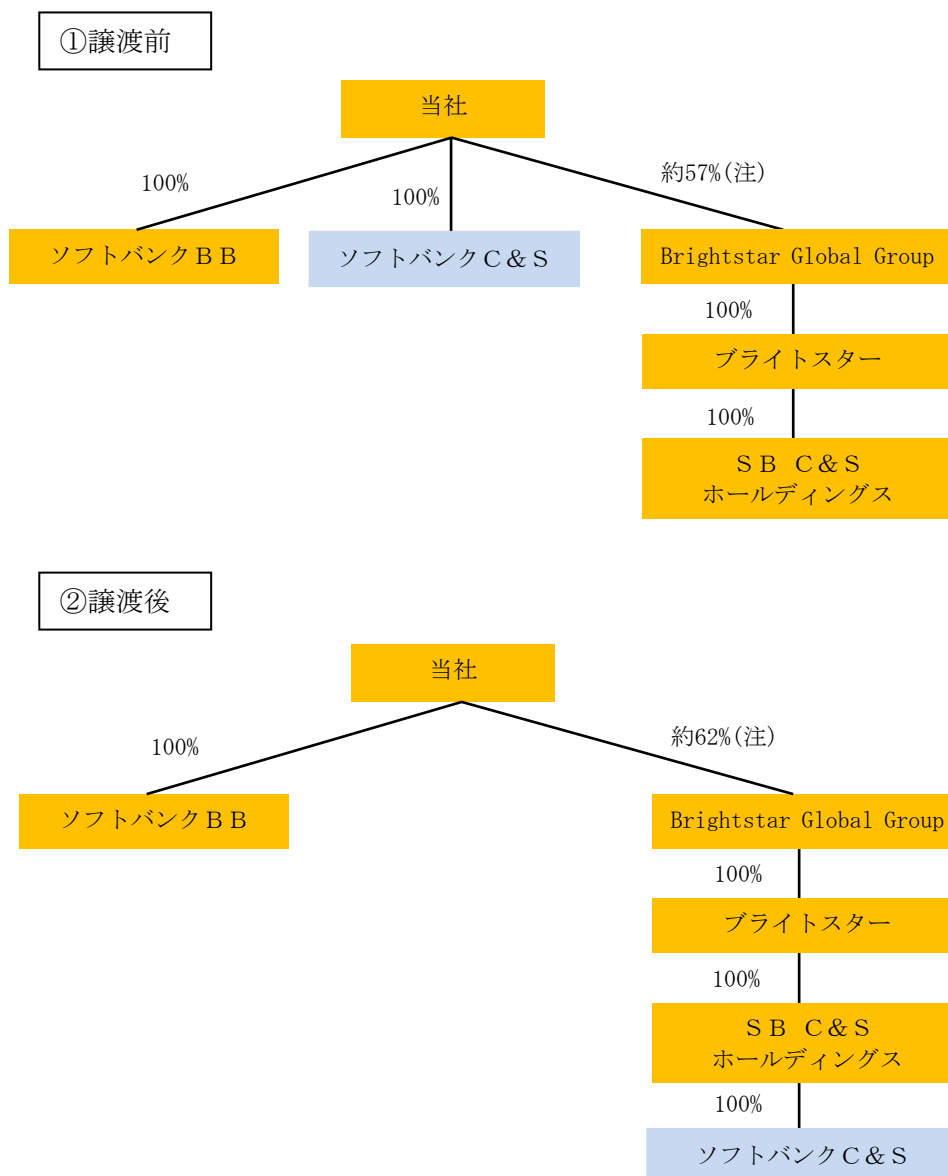 ①譲渡前
当社
100%
100%
約57%(注)
ソフトバンクＢＢ
ソフトバンクＣ＆Ｓ
Brightstar Global Group
100%
ブライトスター
100%
ＳＢ Ｃ＆Ｓ
ホールディングス
②譲渡後
当社
100%
約62%(注)
ソフトバンクＢＢ
Brightstar Global Group
100%
ブライトスター
100%
ＳＢ Ｃ＆Ｓ
ホールディングス
100%
ソフトバンクＣ＆Ｓ